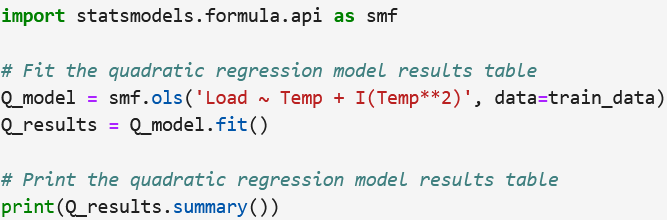 import statsmodels.formula.api as smf
# Fit the quadratic regression model results table
Q_model = smf.ols('Load ~ Temp + I(Temp**2)', data=train_data)
Q_results = Q_model.fit()
# Print the quadratic regression model results table
print(Q_results.summary())